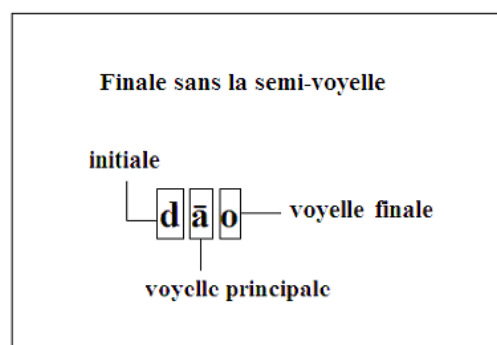 Finale sans la semi-voyelle
initiale
d ā o
voyelle finale
voyelle principale